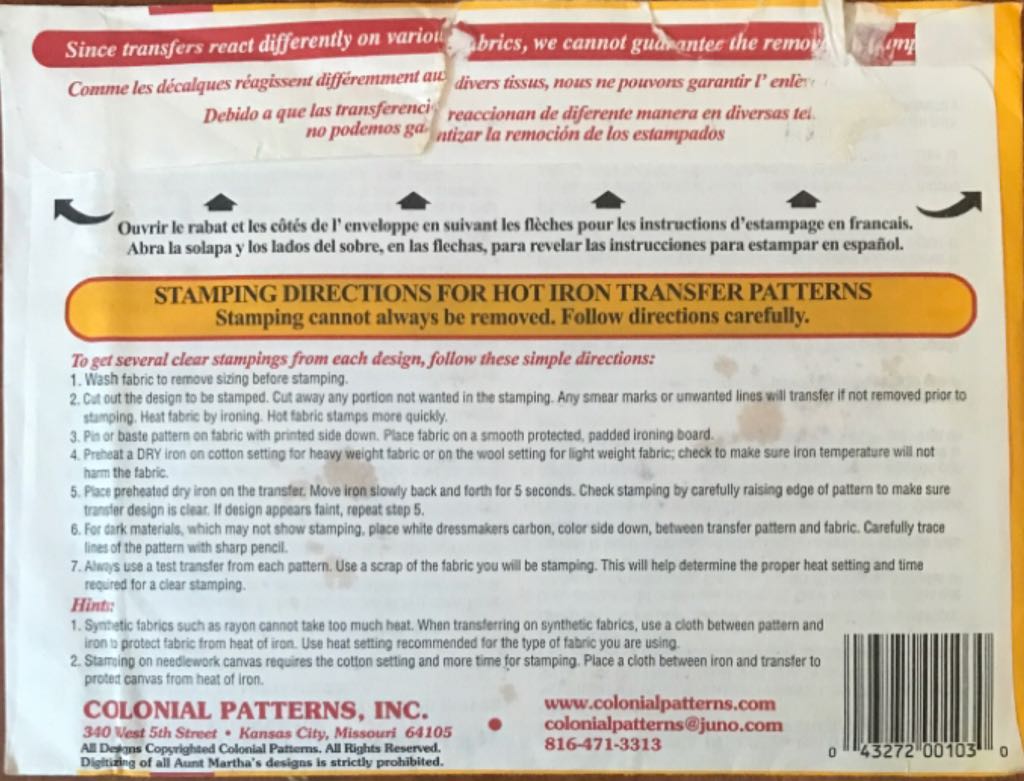 Since transfers react differently on variou brics, we cannot guarantee the remov
Comme les décalques réagissent différemment au divers tissus, nous ne pouvons garantir l' enlè
Debido a que las transferenci reaccionan de diferente manera en diversas tel
no podemos ga ntizar la remoción de los estampados
Ouvrir le rabat et les côtés de l' enveloppe en suivant les flèches pour les instructions d'estampage en francais.
Abra la solapa y los lados del sobre, en las flechas, para revelar las instrucciones para estampar en español.
STAMPING DIRECTIONS FOR HOT IRON TRANSFER PATTERNS
Stamping cannot always be removed. Follow directions carefully.
To get several clear stampings from each design, follow these simple directions:
1. Wash fabric to remove sizing before stamping.
2. Cut out the design to be stamped. Cut away any portion not wanted in the stamping. Any smear marks or unwanted lines will transfer if not removed prior to
stamping. Heat fabric by ironing. Hot fabric stamps more quickly.
3. Pin or baste pattern on fabric with printed side down. Place fabric on a smooth protected, padded ironing board.
4. Preheat a DRY iron on cotton setting for heavy weight fabric or on the wool setting for light weight fabric; check to make sure iron temperature will not
harm the fabric.
5. Place preheated dry iron on the transfer. Move iron slowly back and forth for 5 seconds. Check stamping by carefully raising edge of pattern to make sure
transfer design is clear. If design appears faint, repeat step 5.
6. For dark materials, which may not show stamping, place white dressmakers carbon, color side down, between transfer pattern and fabric. Carefully trace
lines of the pattern with sharp pencil.
7. Always use a test transfer from each pattern. Use a scrap of the fabric you will be stamping. This will help determine the proper heat setting and time
required for a clear stamping.
Hints:
1. Synthetic fabrics such as rayon cannot take too much heat. When transferring on synthetic fabrics, use a cloth between pattern and
iron to protect fabric from heat of iron. Use heat setting recommended for the type of fabric you are using.
2. Stamping on needlework canvas requires the cotton setting and more time for stamping. Place a cloth between iron and transfer to
protect canvas from heat of iron.
COLONIAL PATTERNS, INC.
340 West 5th Street • Kansas City, Missouri 64105
All Designs Copyrighted Colonial Patterns. All Rights Reserved.
Digitizing of all Aunt Martha's designs is strictly prohibited.
www.colonialpatterns.com
colonialpatterns@juno.com
816-471-3313
0 43272 00103 0